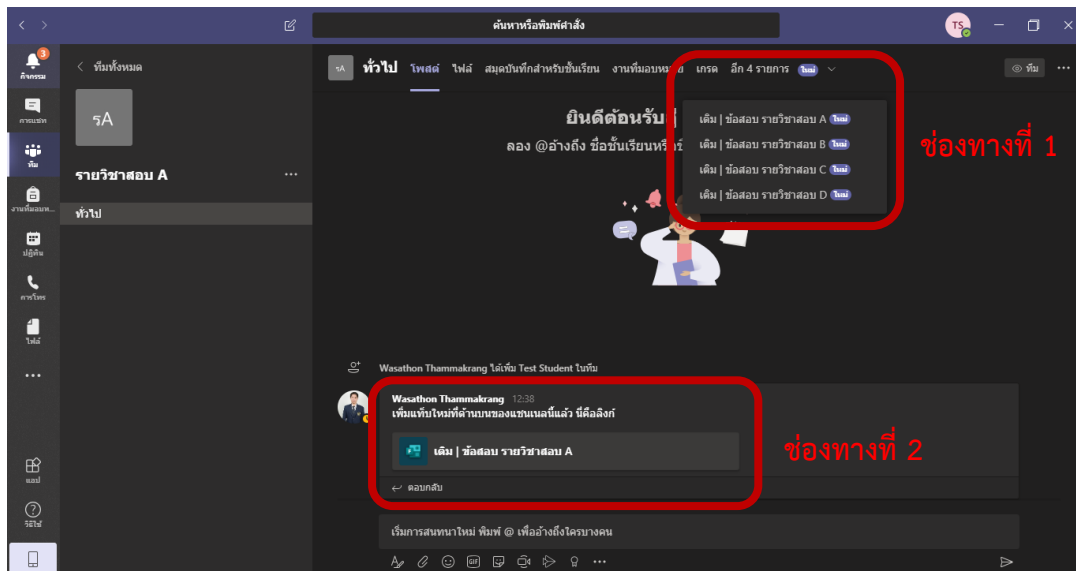 ค้นหาหรือพิมพ์คำสั่ง
TS
3
กิจกรรม
การแชท
ทีม
งานที่มอบห...
ปฏิทิน
การโทร
ไฟล์
แอป
วิธีใช้
ทีมทั้งหมด
รA
รายวิชาสอบ A
ทั่วไป
รA ทั่วไป โพสต์ ไฟล์ สมุดบันทึกสำหรับชั้นเรียน งานที่มอบหมาย เกรด อีก 4 รายการ ใหม่
ทีม
ยินดีต้อนรับ
ลอง @อ้างถึง ชื่อชั้นเรียนหรือ
เติม | ข้อสอบ รายวิชาสอบ A ใหม่
เติม | ข้อสอบ รายวิชาสอบ B ใหม่
เติม | ข้อสอบ รายวิชาสอบ C ใหม่
เติม | ข้อสอบ รายวิชาสอบ D ใหม่
ช่องทางที่ 1
Wasathon Thammakrang ได้เพิ่ม Test Student ในทีม
Wasathon Thammakrang 12:38
เพิ่มแท็บใหม่ที่ด้านบนของแชนเนลนี้แล้ว นี่คือลิงก์
เติม | ข้อสอบ รายวิชาสอบ A
ตอบกลับ
ช่องทางที่ 2
เริ่มการสนทนาใหม่ พิมพ์ @ เพื่ออ้างถึงใครบางคน
GIF